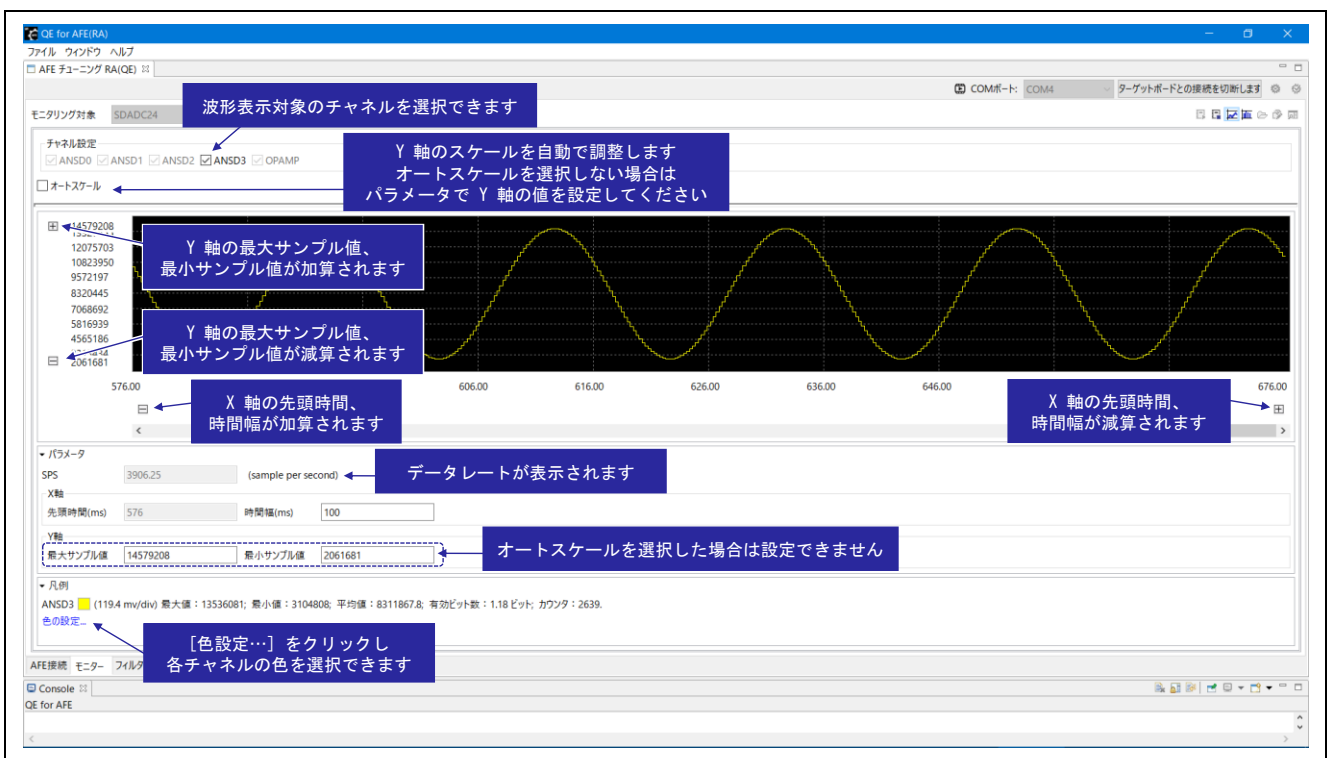 QE for AFE(RA)
ファイル ウィンドウ ヘルプ
AFE チューニング RA(QE)
COMポート: COM4 ターゲットボードとの接続を切断します
モニタリング対象 SDADC24
波形表示対象のチャネルを選択できます
チャネル設定
ANSD0 ANSD1 ANSD2 ANSD3 OPAMP
Y 軸のスケールを自動で調整します
オートスケールを選択しない場合は
パラメータで Y 軸の値を設定してください
オートスケール
14579208
12075703
10823950
9572197
8320445
7068692
5816939
4565186
2061681
Y 軸の最大サンプル値、
最小サンプル値が加算されます
Y 軸の最大サンプル値、
最小サンプル値が減算されます
576.00 606.00 616.00 626.00 636.00 646.00 676.00
X 軸の先頭時間、
時間幅が加算されます
X 軸の先頭時間、
時間幅が減算されます
パラメータ
SPS 3906.25 (sample per second)
データレートが表示されます
X軸
先頭時間(ms) 576 時間幅(ms) 100
Y軸
最大サンプル値 14579208 最小サンプル値 2061681
オートスケールを選択した場合は設定できません
凡例
ANSD3 (119.4 mv/div) 最大値：13536081; 最小値：3104808; 平均値：8311867.8; 有効ビット数：1.18 ビット; カウンタ：2639.
色の設定...
［色設定…］をクリックし
各チャネルの色を選択できます
AFE接続 モニター フィルタ
Console
QE for AFE